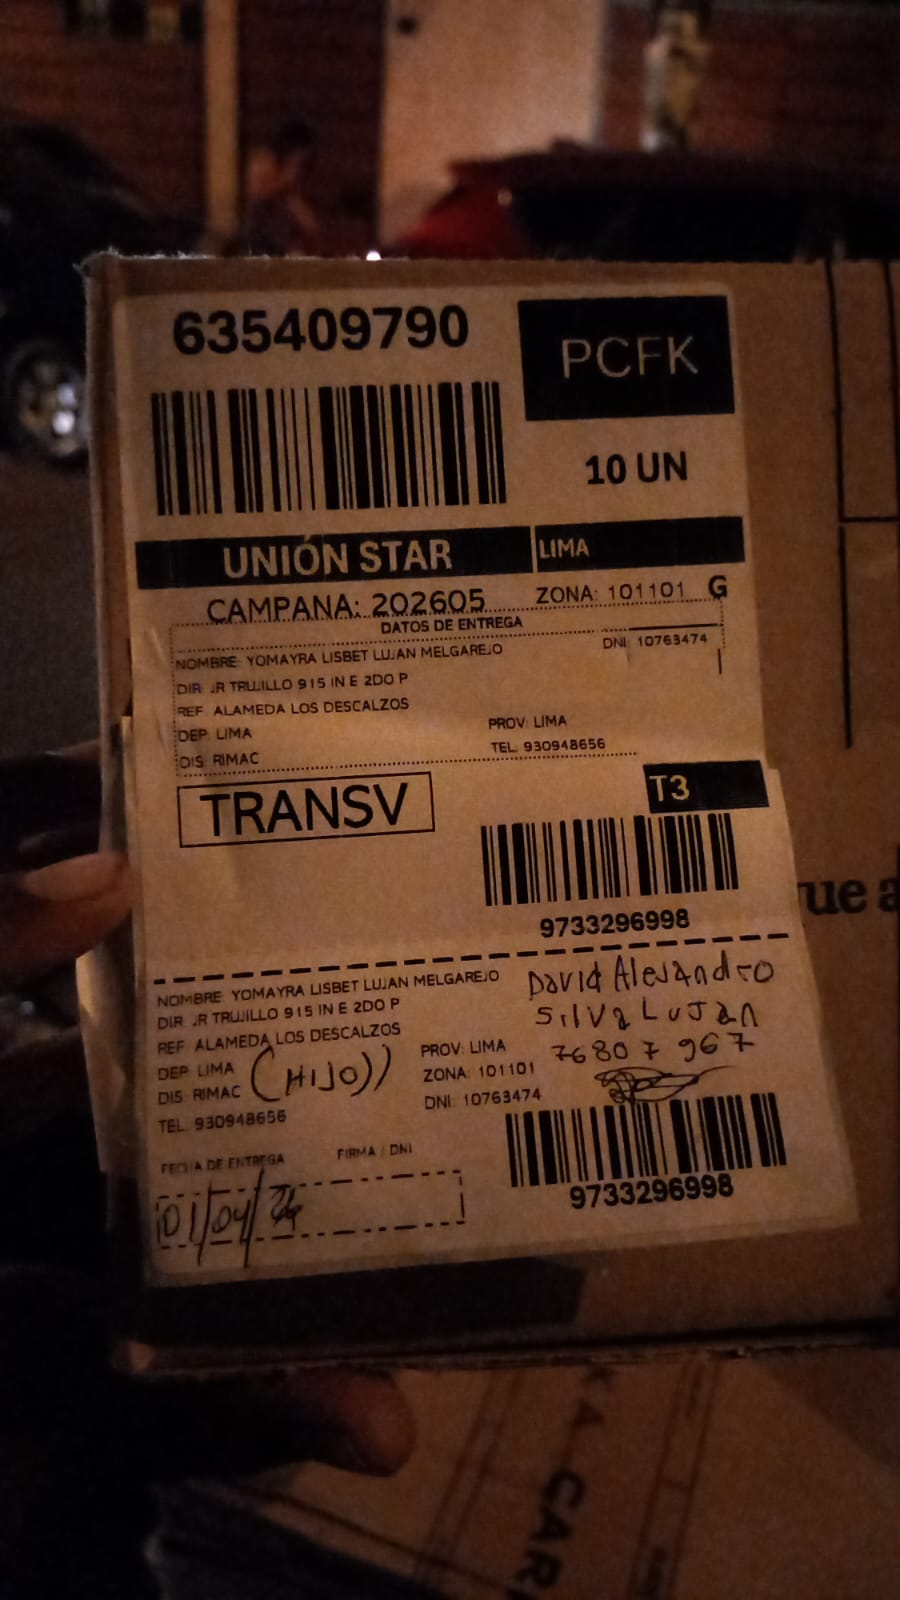 635409790
PCFK
10 UN
UNIÓN STAR LIMA
CAMPANA: 202605 ZONA: 101101 G
DATOS DE ENTREGA
NOMBRE: YOMAYRA LISBET LUJAN MELGAREJO DNI: 10763474
DIR: JR TRUJILLO 915 IN E 2DO P
REF: ALAMEDA LOS DESCALZOS
DEP: LIMA PROV: LIMA
DIS: RIMAC TEL: 930948656
TRANSV
T3
9733296998
NOMBRE: YOMAYRA LISBET LUJAN MELGAREJO
DIR: JR TRUJILLO 915 IN E 2DO P
REF: ALAMEDA LOS DESCALZOS
DEP: LIMA PROV: LIMA
DIS: RIMAC ZONA: 101101
TEL: 930948656 DNI: 10763474
(HIJO))
David Alejandro
Silva Lujan
76807967
FECHA DE ENTREGA FIRMA / DNI
01/04/
9733296998
ue a
KA-CAR